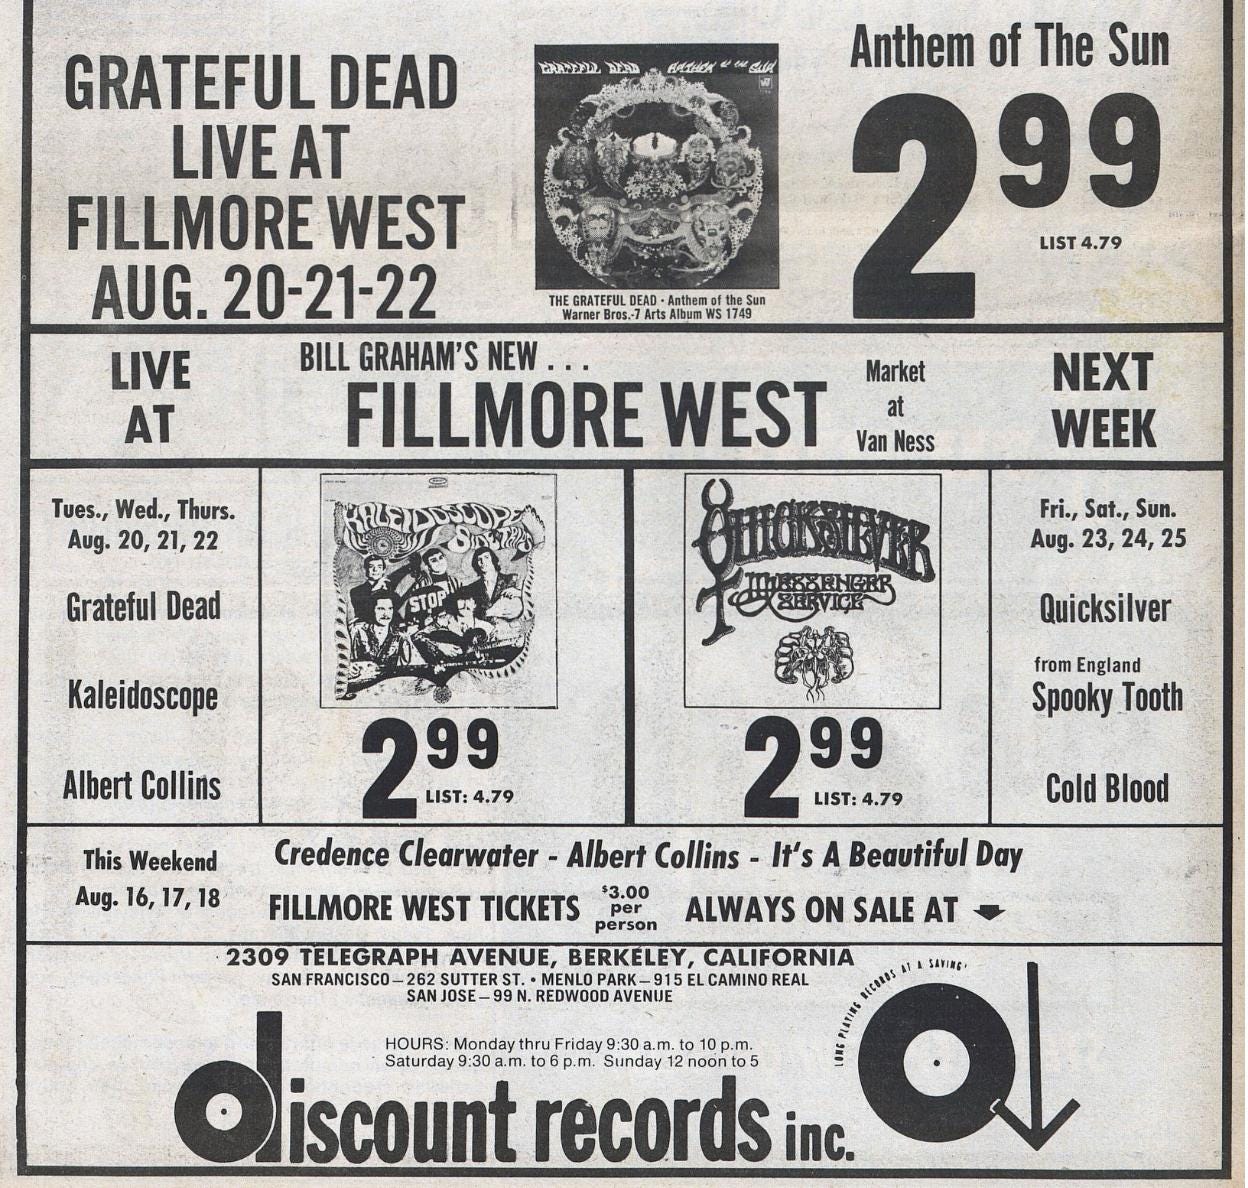 GRATEFUL DEAD
LIVE AT
FILLMORE WEST
AUG. 20-21-22
GRATEFUL DEAD ANTHEM OF THE SUN
THE GRATEFUL DEAD · Anthem of the Sun
Warner Bros.-7 Arts Album WS 1749
Anthem of The Sun
2.99
LIST 4.79
LIVE
AT
BILL GRAHAM'S NEW . . .
FILLMORE WEST
Market
at
Van Ness
NEXT
WEEK
Tues., Wed., Thurs.
Aug. 20, 21, 22
Grateful Dead
Kaleidoscope
Albert Collins
KALEIDOSCOPE
STOP
2 99
LIST: 4.79
QUICKSILVER
MESSENGER
SERVICE
2 99
LIST: 4.79
Fri., Sat., Sun.
Aug. 23, 24, 25
Quicksilver
from England
Spooky Tooth
Cold Blood
This Weekend
Aug. 16, 17, 18
Credence Clearwater - Albert Collins - It's A Beautiful Day
FILLMORE WEST TICKETS
$3.00
per
person
ALWAYS ON SALE AT
2309 TELEGRAPH AVENUE, BERKELEY, CALIFORNIA
SAN FRANCISCO—262 SUTTER ST. • MENLO PARK—915 EL CAMINO REAL
SAN JOSE—99 N. REDWOOD AVENUE
HOURS: Monday thru Friday 9:30 a.m. to 10 p.m.
Saturday 9:30 a.m. to 6 p.m. Sunday 12 noon to 5
discount records inc.
LONG PLAYING RECORDS AT A SAVING!